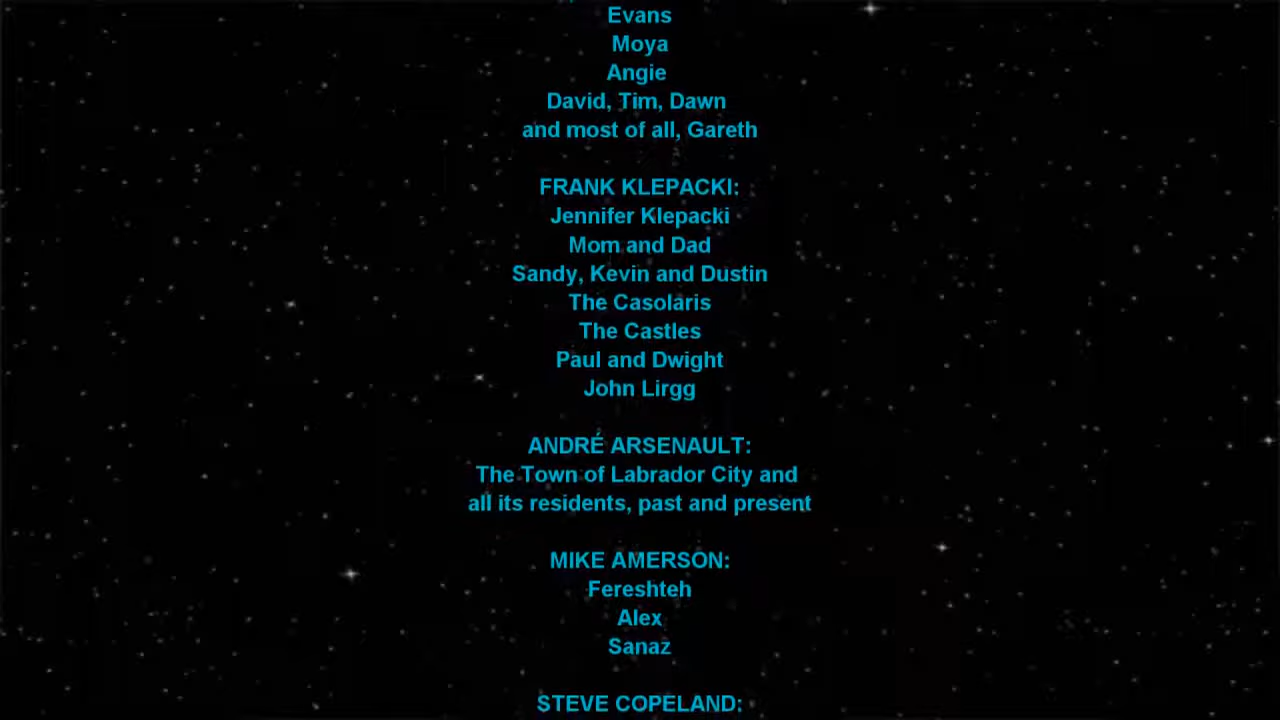 Evans
Moya
Angie
David, Tim, Dawn
and most of all, Gareth
FRANK KLEPACKI:
Jennifer Klepacki
Mom and Dad
Sandy, Kevin and Dustin
The Casolaris
The Castles
Paul and Dwight
John Lirgg
ANDRÉ ARSENAULT:
The Town of Labrador City and
all its residents, past and present
MIKE AMERSON:
Fereshteh
Alex
Sanaz
STEVE COPELAND: